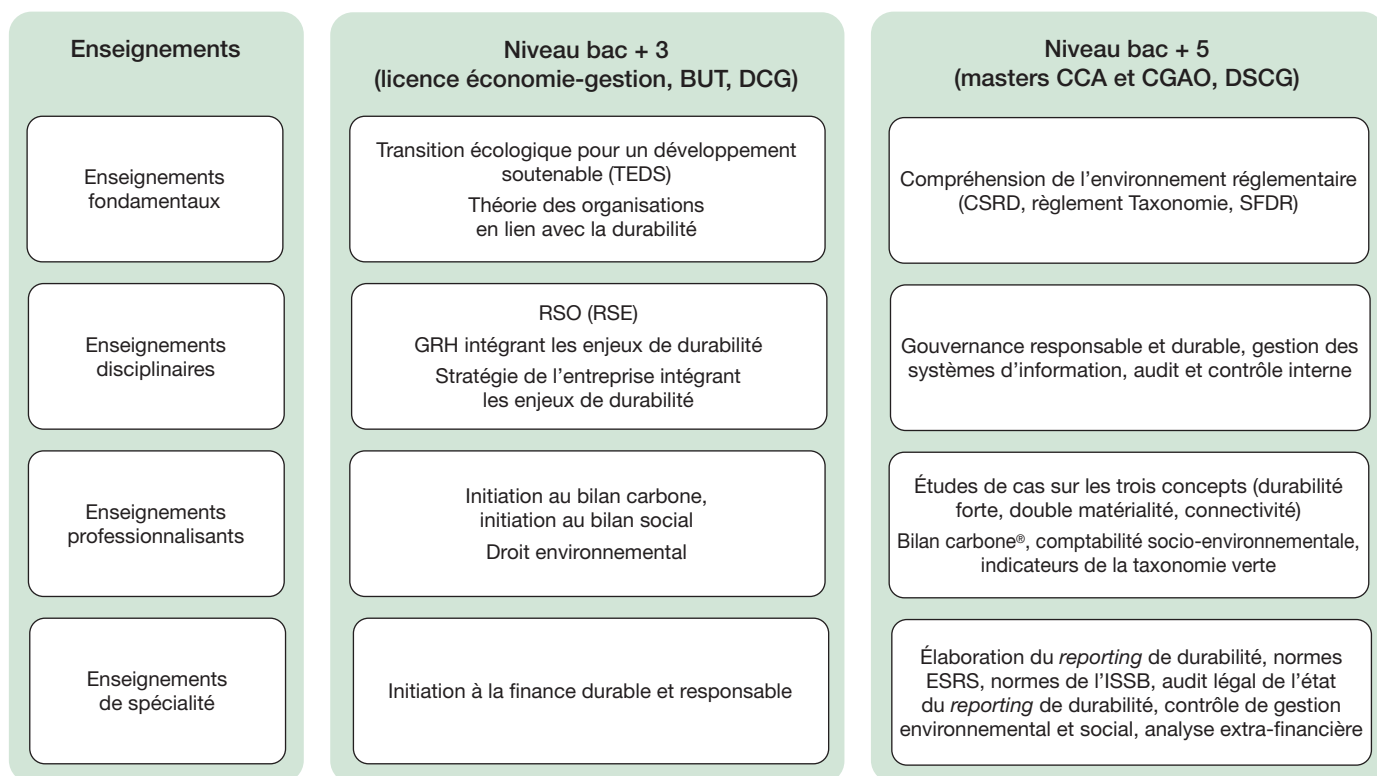 Enseignements
Niveau bac + 3
(licence économie-gestion, BUT, DCG)
Niveau bac + 5
(masters CCA et CGAO, DSCG)
Enseignements
fondamentaux
Transition écologique pour un développement
soutenable (TEDS)
Théorie des organisations
en lien avec la durabilité
Compréhension de l’environnement réglementaire
(CSRD, règlement Taxonomie, SFDR)
Enseignements
disciplinaires
RSO (RSE)
GRH intégrant les enjeux de durabilité
Stratégie de l’entreprise intégrant
les enjeux de durabilité
Gouvernance responsable et durable, gestion des
systèmes d’information, audit et contrôle interne
Enseignements
professionnalisants
Initiation au bilan carbone,
initiation au bilan social
Droit environnemental
Études de cas sur les trois concepts (durabilité
forte, double matérialité, connectivité)
Bilan carbone®, comptabilité socio-environnementale,
indicateurs de la taxonomie verte
Enseignements
de spécialité
Initiation à la finance durable et responsable
Élaboration du reporting de durabilité, normes
ESRS, normes de l’ISSB, audit légal de l’état
du reporting de durabilité, contrôle de gestion
environnemental et social, analyse extra-financière